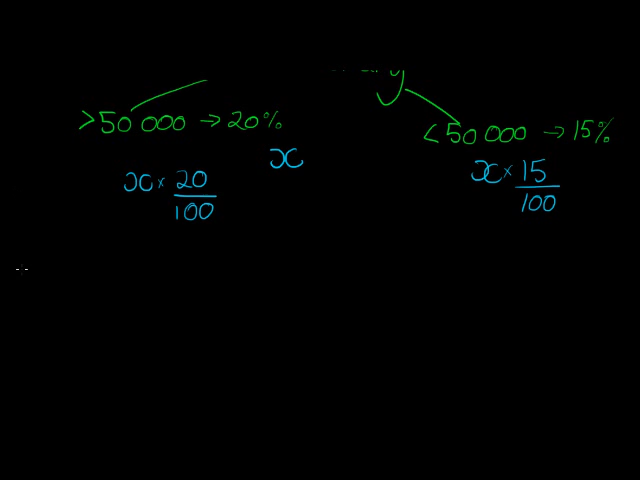 >50 000 → 20%
<50 000 → 15%
x
x × 20/100
x × 15/100